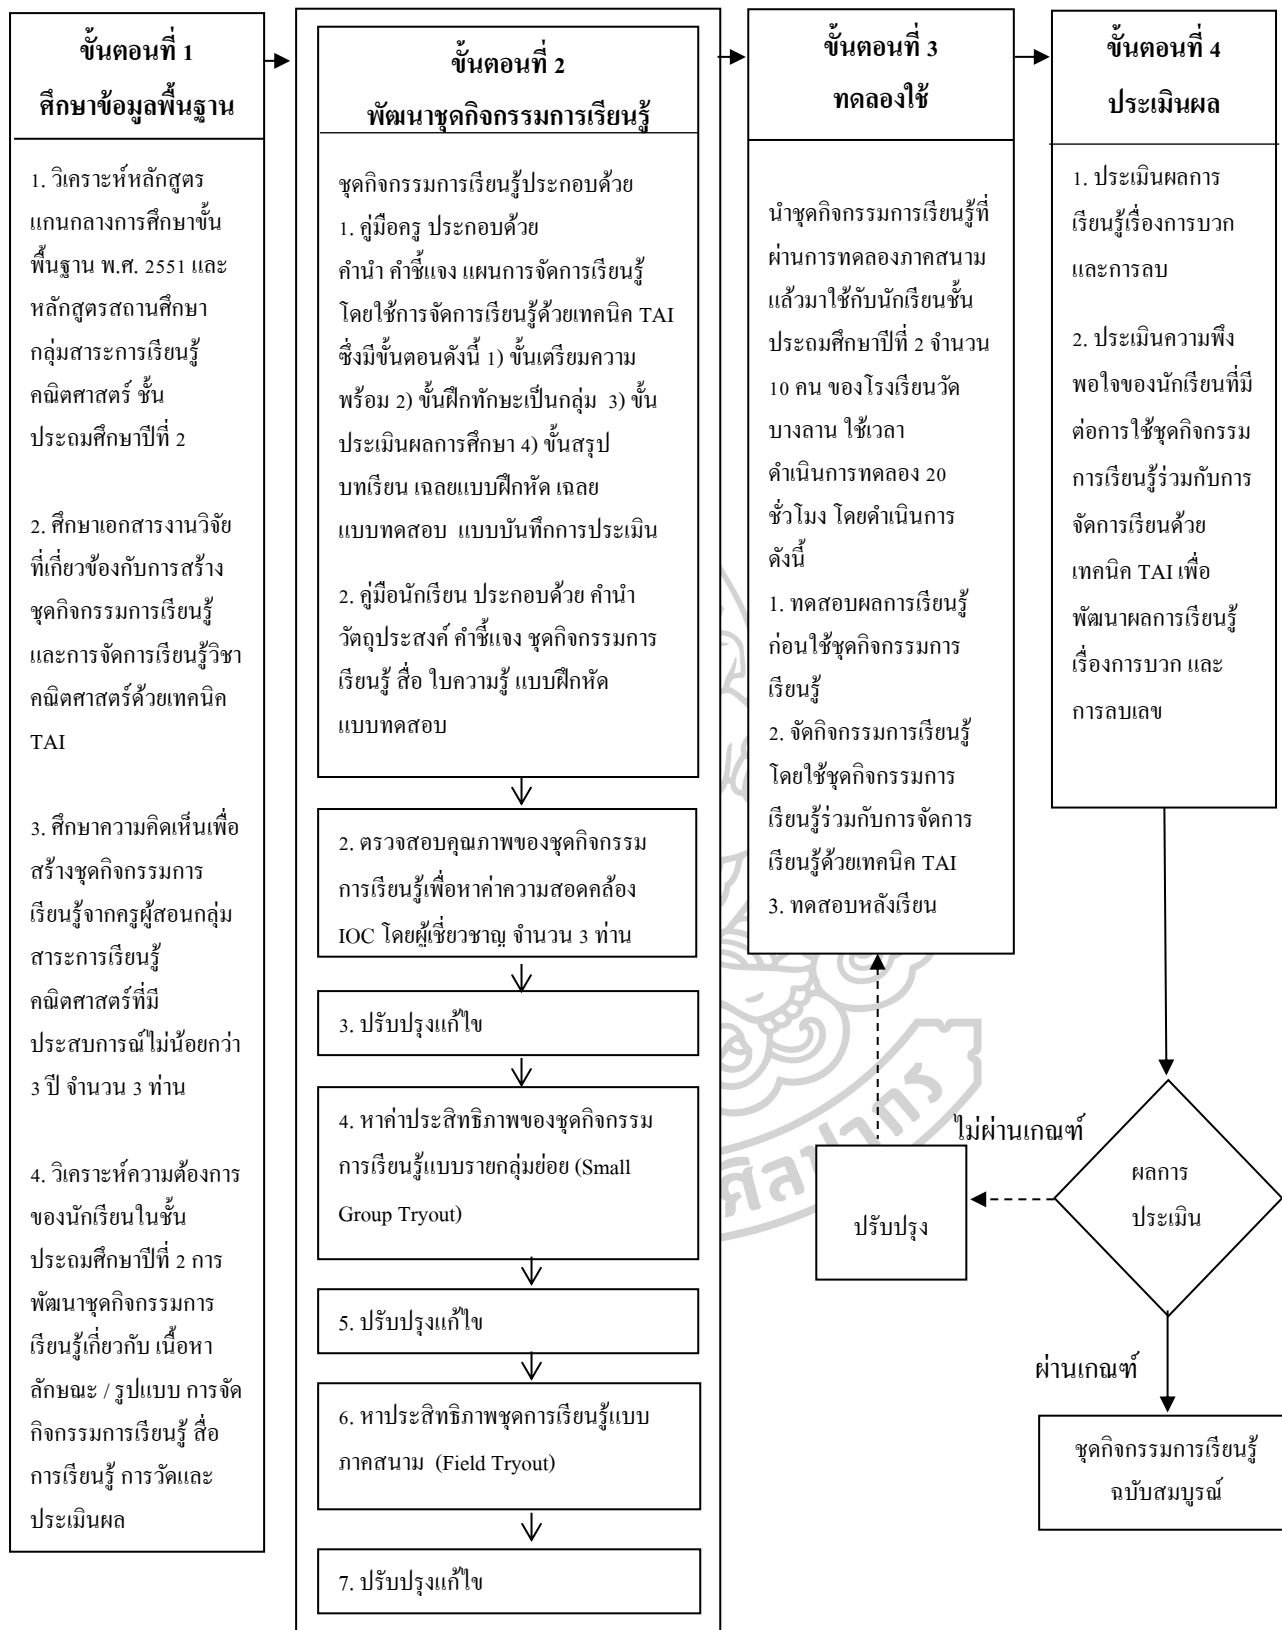 ขั้นตอนที่ 1
ศึกษาข้อมูลพื้นฐาน
1. วิเคราะห์หลักสูตร
แกนกลางการศึกษาขั้น
พื้นฐาน พ.ศ. 2551 และ
หลักสูตรสถานศึกษา
กลุ่มสาระการเรียนรู้
คณิตศาสตร์ ชั้น
ประถมศึกษาปีที่ 2
2. ศึกษาเอกสารงานวิจัย
ที่เกี่ยวข้องกับการสร้าง
ชุดกิจกรรมการเรียนรู้
และการจัดการเรียนรู้วิชา
คณิตศาสตร์ด้วยเทคนิค
TAI
3. ศึกษาความคิดเห็นเพื่อ
สร้างชุดกิจกรรมการ
เรียนรู้จากครูผู้สอนกลุ่ม
สาระการเรียนรู้
คณิตศาสตร์ที่มี
ประสบการณ์ไม่น้อยกว่า
3 ปี จำนวน 3 ท่าน
4. วิเคราะห์ความต้องการ
ของนักเรียนในชั้น
ประถมศึกษาปีที่ 2 การ
พัฒนาชุดกิจกรรมการ
เรียนรู้เกี่ยวกับ เนื้อหา
ลักษณะ / รูปแบบ การจัด
กิจกรรมการเรียนรู้ สื่อ
การเรียนรู้ การวัดและ
ประเมินผล
ขั้นตอนที่ 2
พัฒนาชุดกิจกรรมการเรียนรู้
ชุดกิจกรรมการเรียนรู้ประกอบด้วย
1. คู่มือครู ประกอบด้วย
คำนำ คำชี้แจง แผนการจัดการเรียนรู้
โดยใช้การจัดการเรียนรู้ด้วยเทคนิค TAI
ซึ่งมีขั้นตอนดังนี้ 1) ขั้นเตรียมความ
พร้อม 2) ขั้นฝึกทักษะเป็นกลุ่ม 3) ขั้น
ประเมินผลการศึกษา 4) ขั้นสรุป
บทเรียน เฉลยแบบฝึกหัด เฉลย
แบบทดสอบ แบบบันทึกการประเมิน
2. คู่มือนักเรียน ประกอบด้วย คำนำ
วัตถุประสงค์ คำชี้แจง ชุดกิจกรรมการ
เรียนรู้ สื่อ ใบความรู้ แบบฝึกหัด
แบบทดสอบ
2. ตรวจสอบคุณภาพของชุดกิจกรรม
การเรียนรู้เพื่อหาค่าความสอดคล้อง
IOC โดยผู้เชี่ยวชาญ จำนวน 3 ท่าน
3. ปรับปรุงแก้ไข
4. หาค่าประสิทธิภาพของชุดกิจกรรม
การเรียนรู้แบบรายกลุ่มย่อย (Small
Group Tryout)
5. ปรับปรุงแก้ไข
6. หาประสิทธิภาพชุดการเรียนรู้แบบ
ภาคสนาม (Field Tryout)
7. ปรับปรุงแก้ไข
ขั้นตอนที่ 3
ทดลองใช้
นำชุดกิจกรรมการเรียนรู้ที่
ผ่านการทดลองภาคสนาม
แล้วมาใช้กับนักเรียนชั้น
ประถมศึกษาปีที่ 2 จำนวน
10 คน ของโรงเรียนวัด
บางลาน ใช้เวลา
ดำเนินการทดลอง 20
ชั่วโมง โดยดำเนินการ
ดังนี้
1. ทดสอบผลการเรียนรู้
ก่อนใช้ชุดกิจกรรมการ
เรียนรู้
2. จัดกิจกรรมการเรียนรู้
โดยใช้ชุดกิจกรรมการ
เรียนรู้ร่วมกับการจัดการ
เรียนรู้ด้วยเทคนิค TAI
3. ทดสอบหลังเรียน
ขั้นตอนที่ 4
ประเมินผล
1. ประเมินผลการ
เรียนรู้เรื่องการบวก
และการลบ
2. ประเมินความพึง
พอใจของนักเรียนที่มี
ต่อการใช้ชุดกิจกรรม
การเรียนรู้ร่วมกับการ
จัดการเรียนด้วย
เทคนิค TAI เพื่อ
พัฒนาผลการเรียนรู้
เรื่องการบวก และ
การลบเลข
ไม่ผ่านเกณฑ์
ผลการ
ประเมิน
ปรับปรุง
ผ่านเกณฑ์
ชุดกิจกรรมการเรียนรู้
ฉบับสมบูรณ์
ศิลปากร